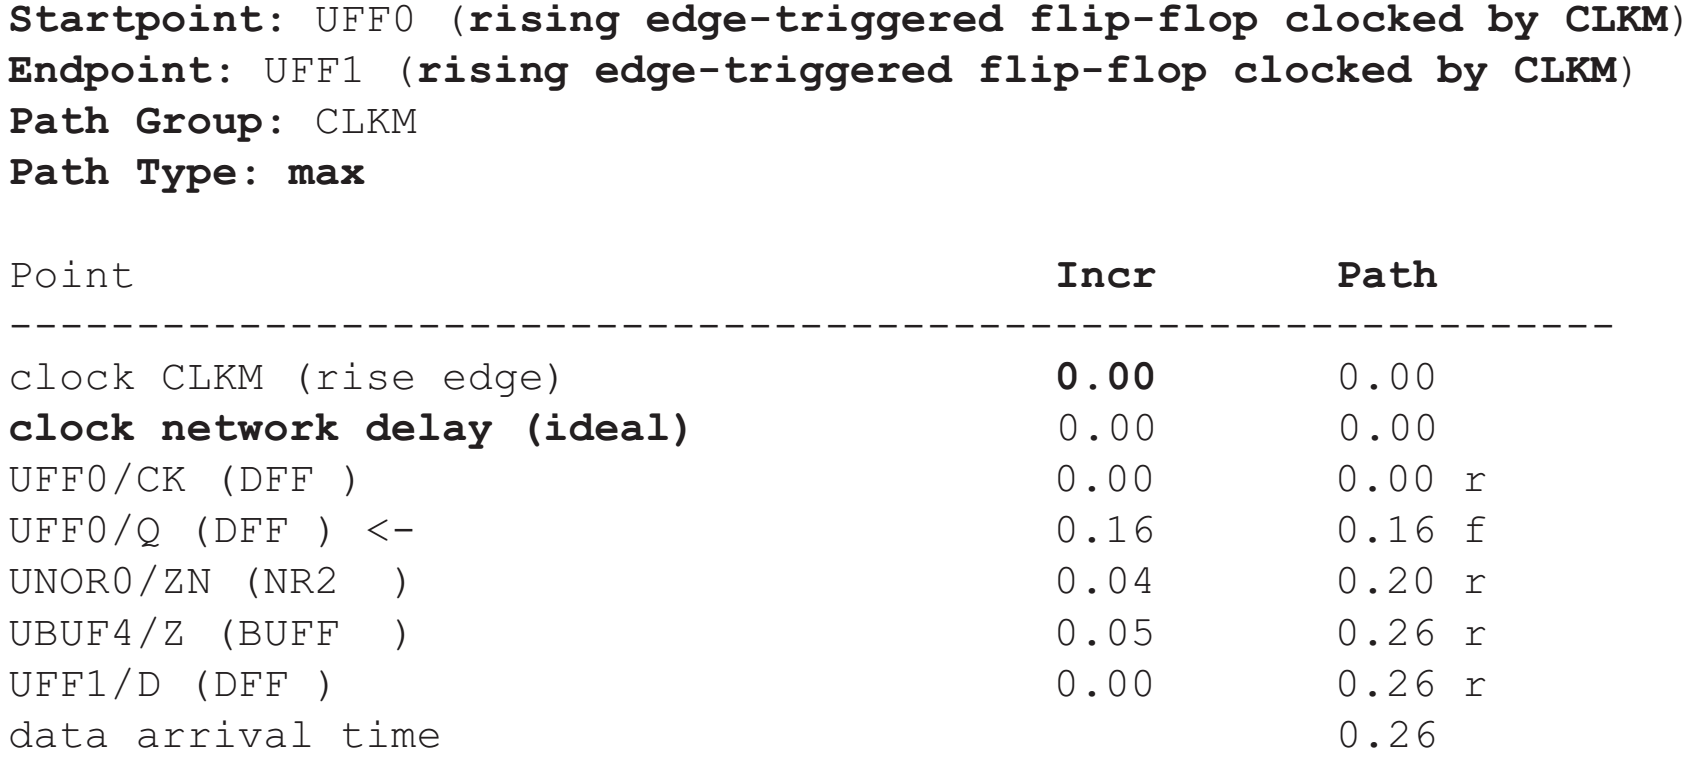 Startpoint: UFF0 (rising edge-triggered flip-flop clocked by CLKM)
Endpoint: UFF1 (rising edge-triggered flip-flop clocked by CLKM)
Path Group: CLKM
Path Type: max
Point Incr Path
---------------------------------------------------------------
clock CLKM (rise edge) 0.00 0.00
clock network delay (ideal) 0.00 0.00
UFF0/CK (DFF ) 0.00 0.00 r
UFF0/Q (DFF ) <- 0.16 0.16 f
UNOR0/ZN (NR2 ) 0.04 0.20 r
UBUF4/Z (BUFF ) 0.05 0.26 r
UFF1/D (DFF ) 0.00 0.26 r
data arrival time 0.26